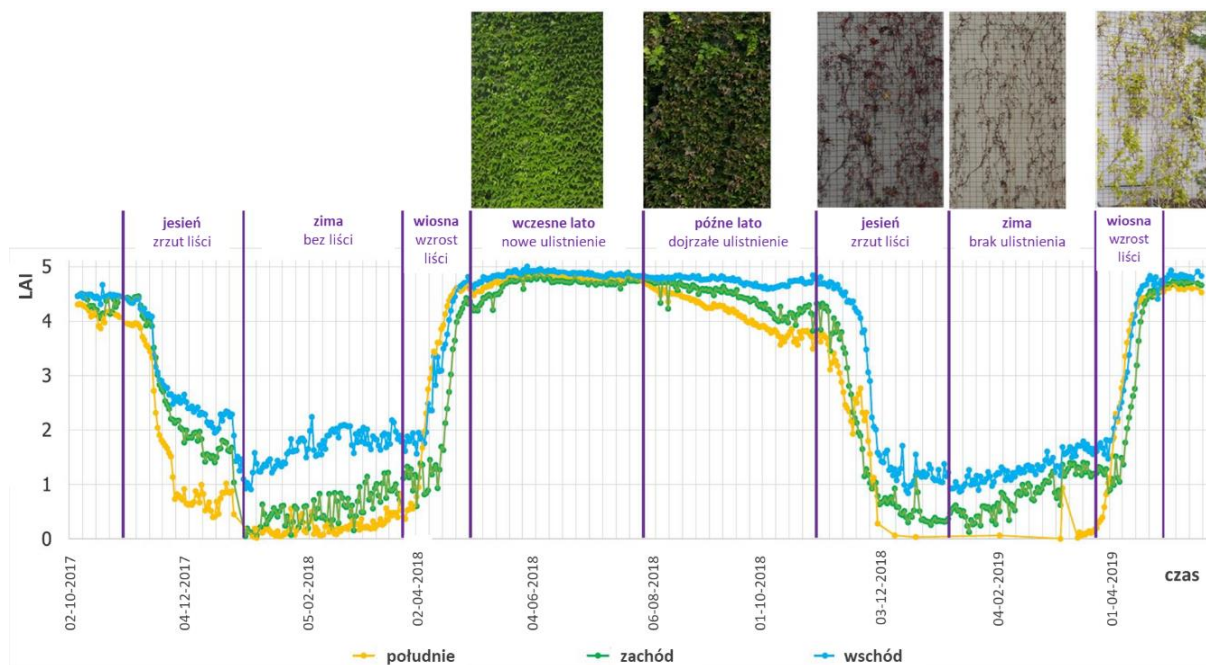 jesień
zrzut liści
zima
bez liści
wiosna
wzrost
liści
wczesne lato
nowe ulistnienie
późne lato
dojrzałe ulistnienie
jesień
zrzut liści
zima
brak ulistnienia
wiosna
wzrost
liści
LAI
5
4
3
2
1
0
02-10-2017
04-12-2017
05-02-2018
02-04-2018
04-06-2018
06-08-2018
01-10-2018
03-12-2018
04-02-2019
01-04-2019
czas
południe
zachód
wschód